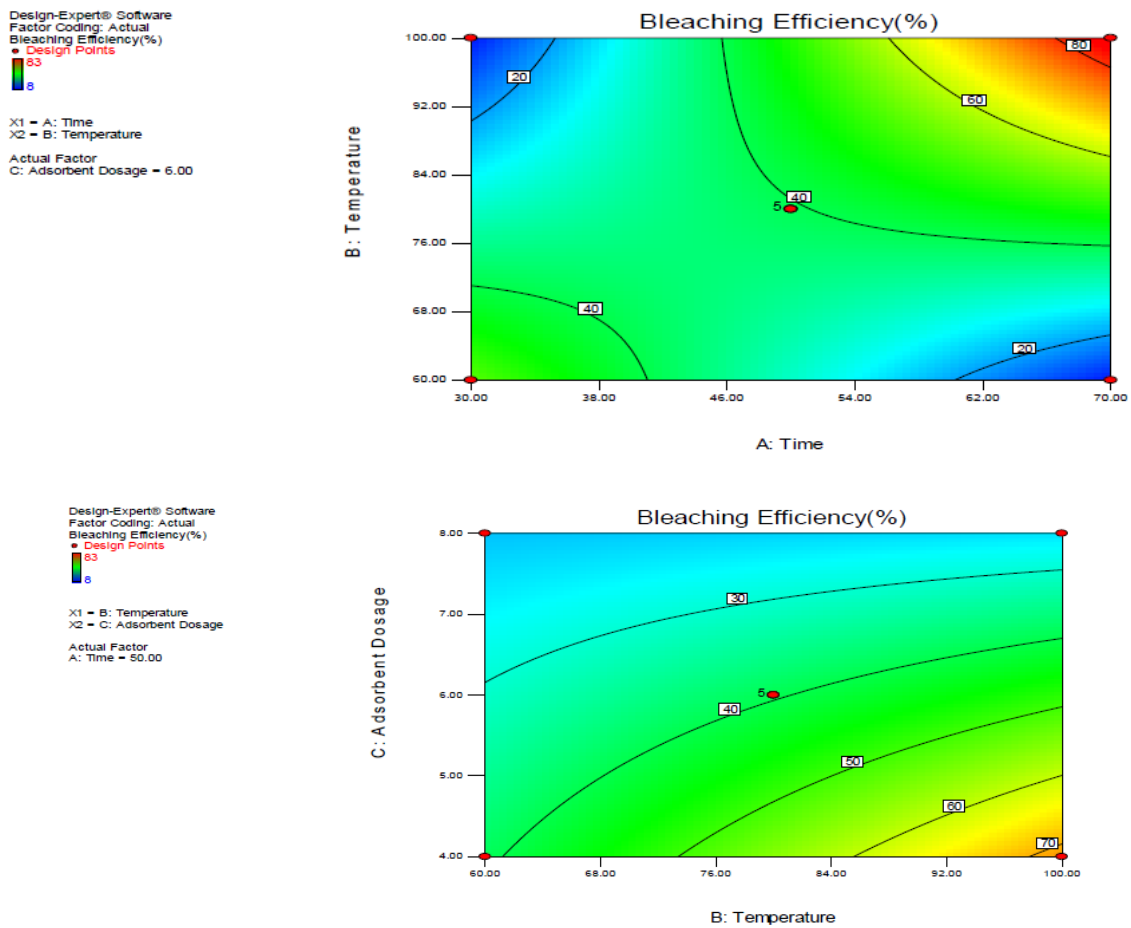 Design-Expert® Software
Factor Coding: Actual
Bleaching Efficiency(%)
Design Points
83
8
X1 = A: Time
X2 = B: Temperature
Actual Factor
C: Adsorbent Dosage = 6.00
Bleaching Efficiency(%)
100.00
92.00
84.00
76.00
68.00
60.00
B: Temperature
20
80
60
40
5
40
20
30.00 38.00 46.00 54.00 62.00 70.00
A: Time
Design-Expert® Software
Factor Coding: Actual
Bleaching Efficiency(%)
Design Points
83
8
X1 = B: Temperature
X2 = C: Adsorbent Dosage
Actual Factor
A: Time = 50.00
Bleaching Efficiency(%)
8.00
7.00
6.00
5.00
4.00
C: Adsorbent Dosage
30
5
40
50
60
70
60.00 68.00 76.00 84.00 92.00 100.00
B: Temperature